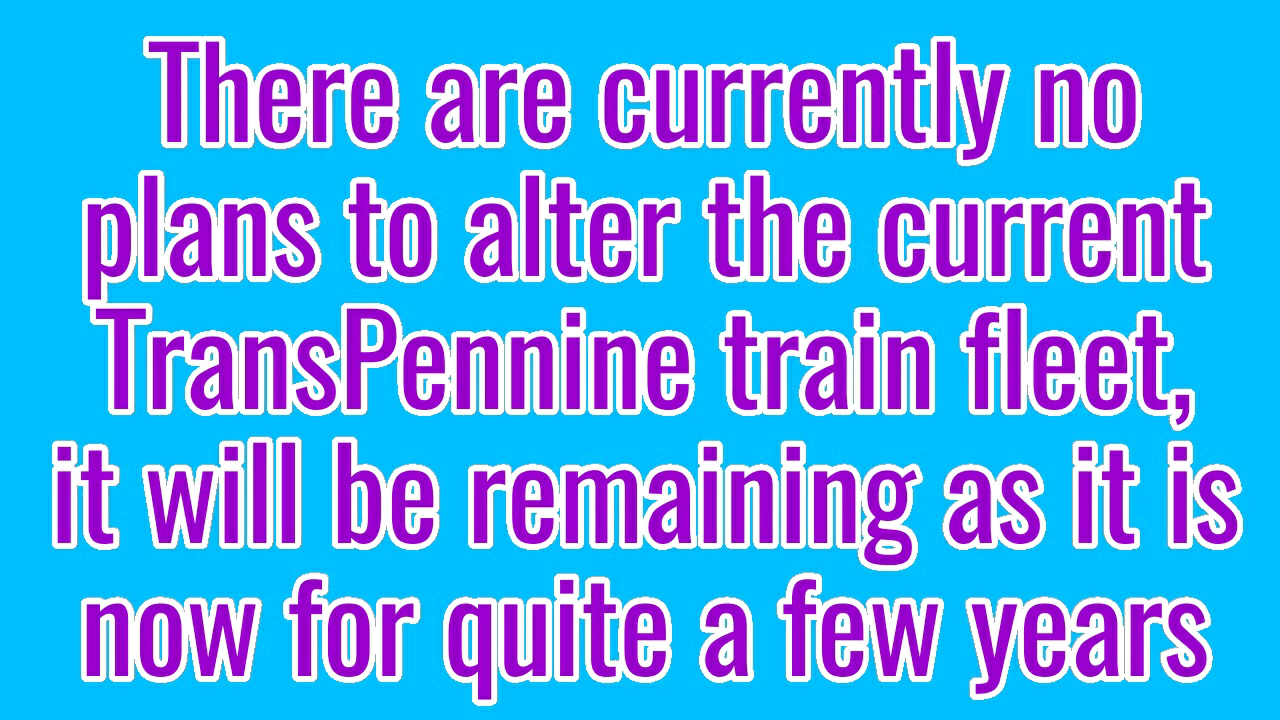 There are currently no
plans to alter the current
TransPennine train fleet,
it will be remaining as it is
now for quite a few years